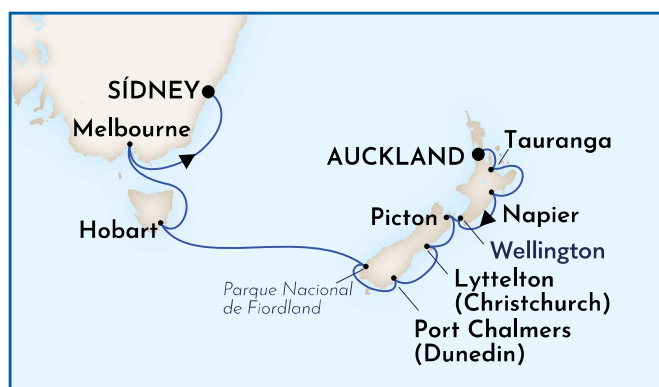 SÍDNEY
Melbourne
AUCKLAND
Tauranga
Picton
Napier
Hobart
Wellington
Parque Nacional
de Fiordland
Lyttelton
(Christchurch)
Port Chalmers
(Dunedin)